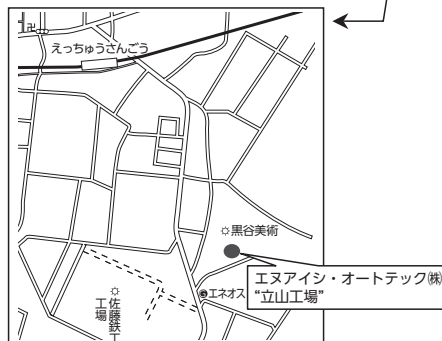 卍
えっちゅうさんごう
黒谷美術
エヌアイシ・オートテック㈱
“立山工場”
エネオス
佐藤鉄工
工場